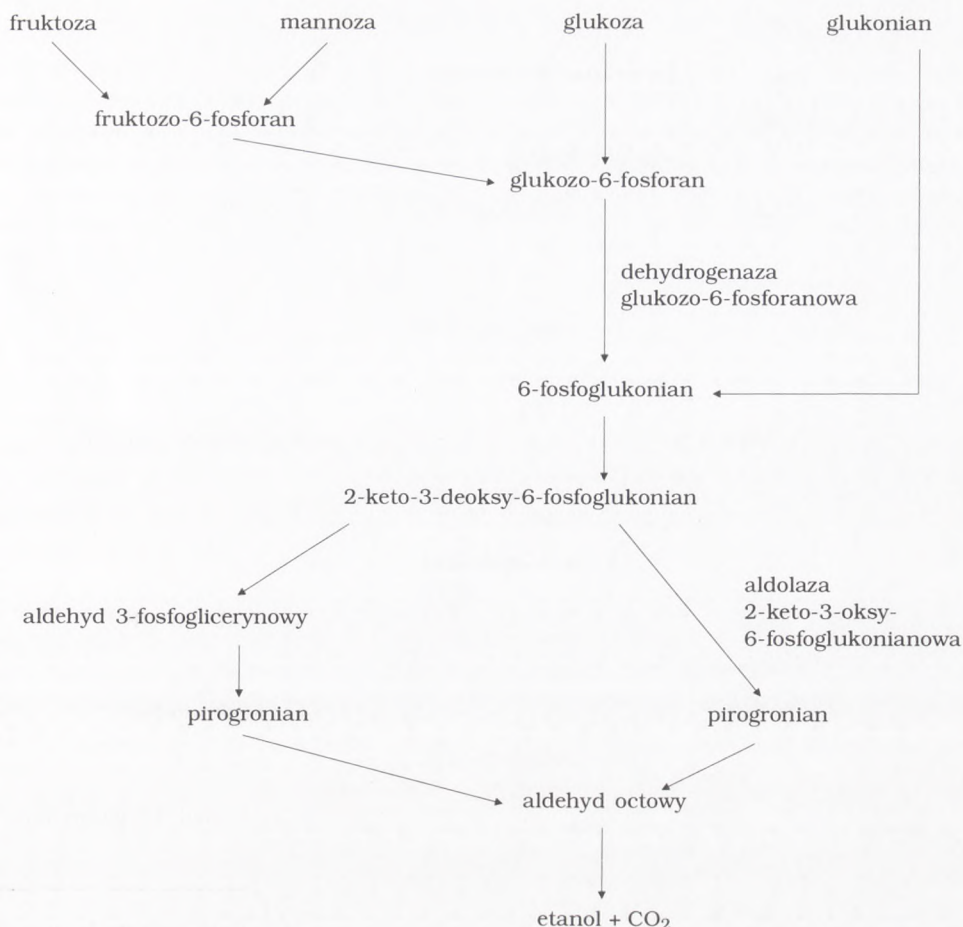 fruktoza mannoza glukoza glukonian
fruktozo-6-fosforan
glukozo-6-fosforan
dehydrogenaza
glukozo-6-fosforanowa
6-fosfoglukonian
2-keto-3-deoksy-6-fosfoglukonian
aldehyd 3-fosfoglicerynowy
aldolaza
2-keto-3-oksy-
6-fosfoglukonianowa
pirogronian pirogronian
aldehyd octowy
etanol + CO₂